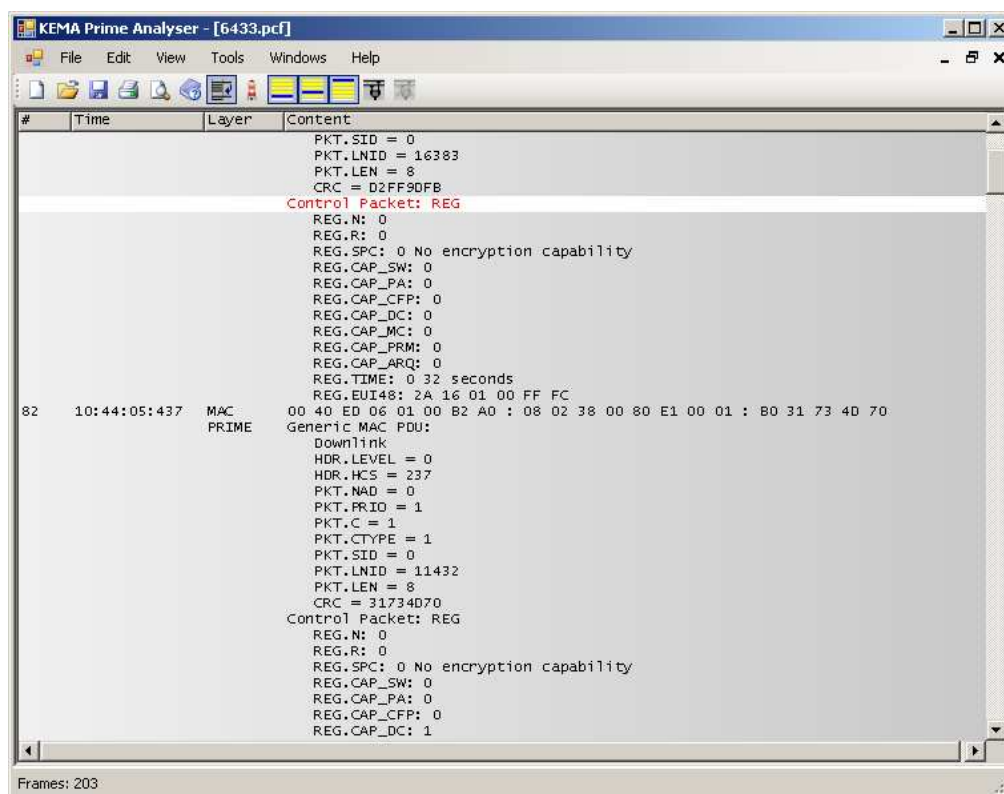 KEMA Prime Analyser - [6433.pcf]
File Edit View Tools Windows Help
# Time Layer Content
PKT.SID = 0
PKT.LNID = 16383
PKT.LEN = 8
CRC = D2FF9DFB
Control Packet: REG
REG.N: 0
REG.R: 0
REG.SPC: 0 No encryption capability
REG.CAP_SW: 0
REG.CAP_PA: 0
REG.CAP_CFP: 0
REG.CAP_DC: 0
REG.CAP_MC: 0
REG.CAP_PRM: 0
REG.CAP_ARQ: 0
REG.TIME: 0 32 seconds
REG.EUI48: 2A 16 01 00 FF FC
82 10:44:05:437 MAC 00 40 ED 06 01 00 B2 A0 : 08 02 38 00 80 E1 00 01 : B0 31 73 4D 70
PRIME Generic MAC PDU:
Downlink
HDR.LEVEL = 0
HDR.HCS = 237
PKT.NAD = 0
PKT.PRIO = 1
PKT.C = 1
PKT.CTYPE = 1
PKT.SID = 0
PKT.LNID = 11432
PKT.LEN = 8
CRC = 31734D70
Control Packet: REG
REG.N: 0
REG.R: 0
REG.SPC: 0 No encryption capability
REG.CAP_SW: 0
REG.CAP_PA: 0
REG.CAP_CFP: 0
REG.CAP_DC: 1
Frames: 203